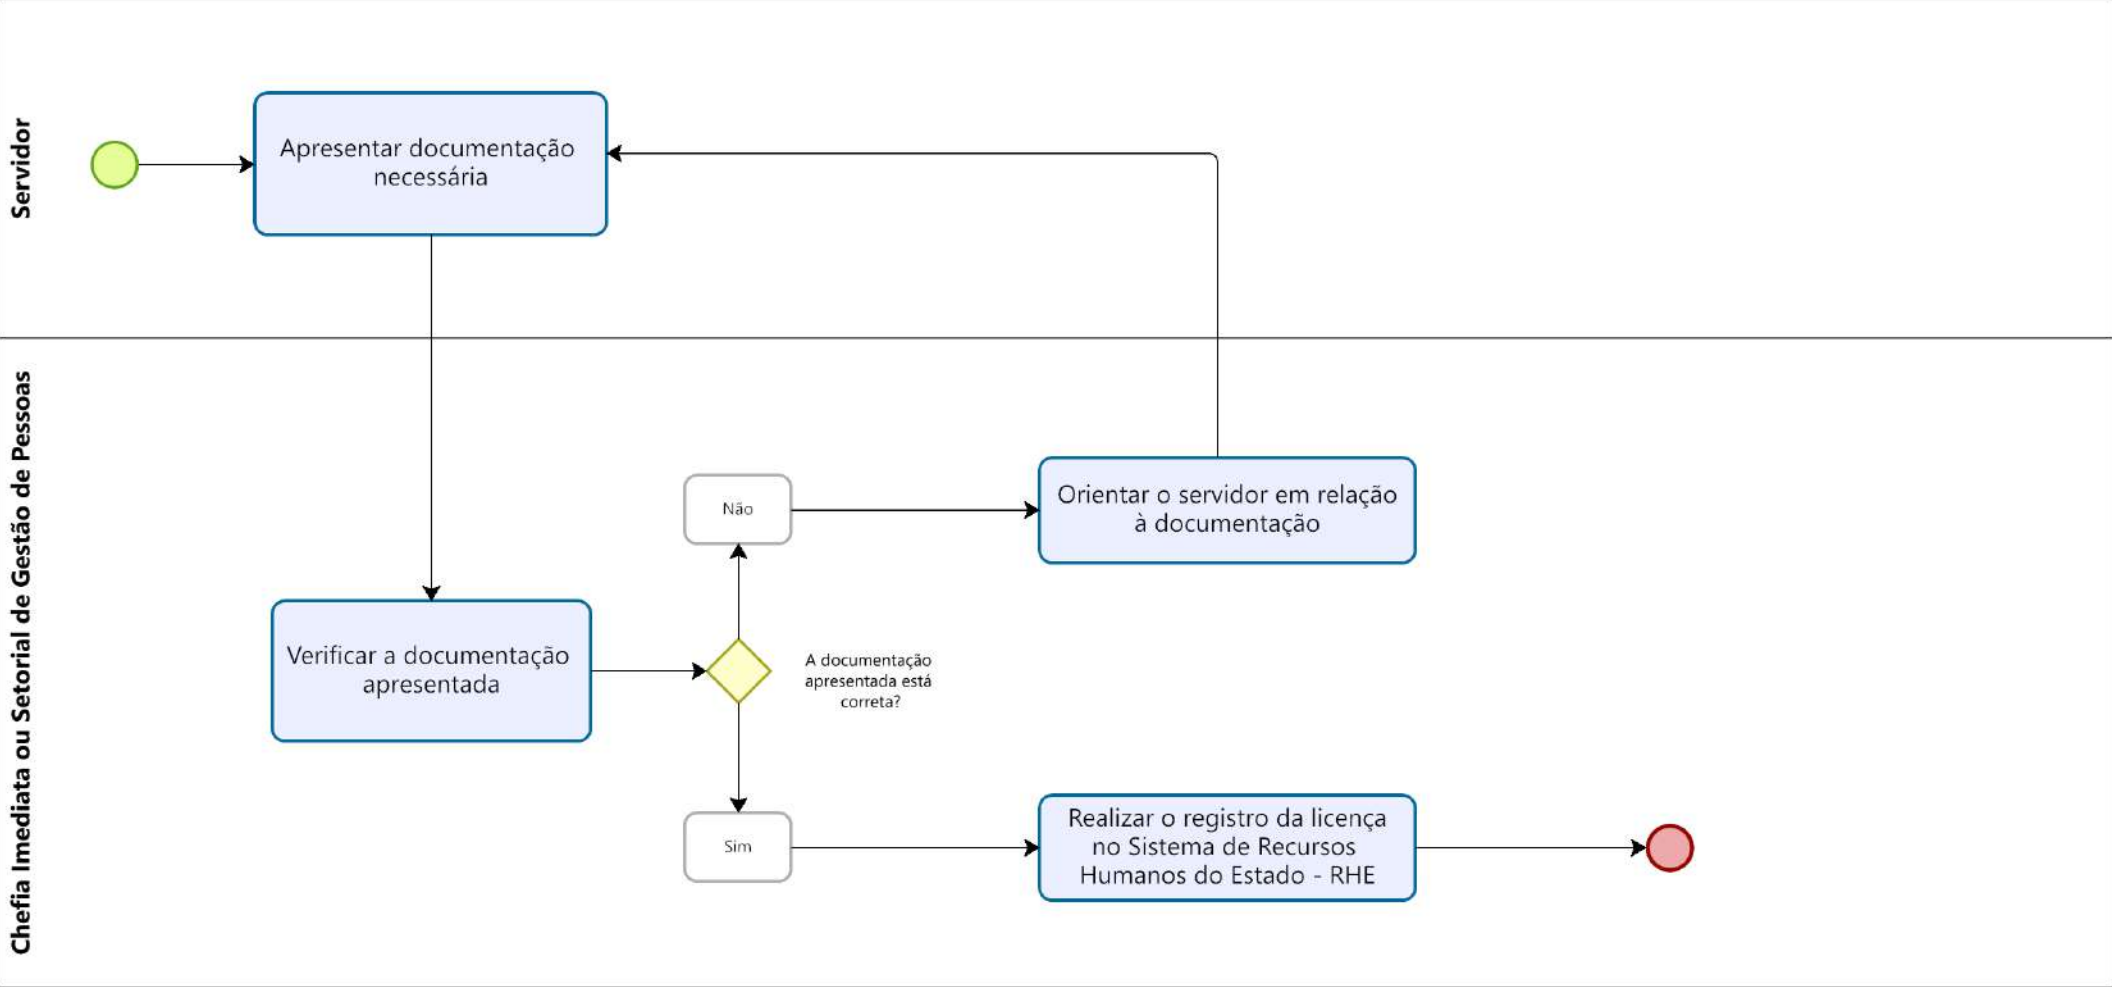 Servidor
Apresentar documentação
necessária
Chefia Imediata ou Setorial de Gestão de Pessoas
Não
Orientar o servidor em relação
à documentação
Verificar a documentação
apresentada
A documentação
apresentada está
correta?
Sim
Realizar o registro da licença
no Sistema de Recursos
Humanos do Estado - RHE